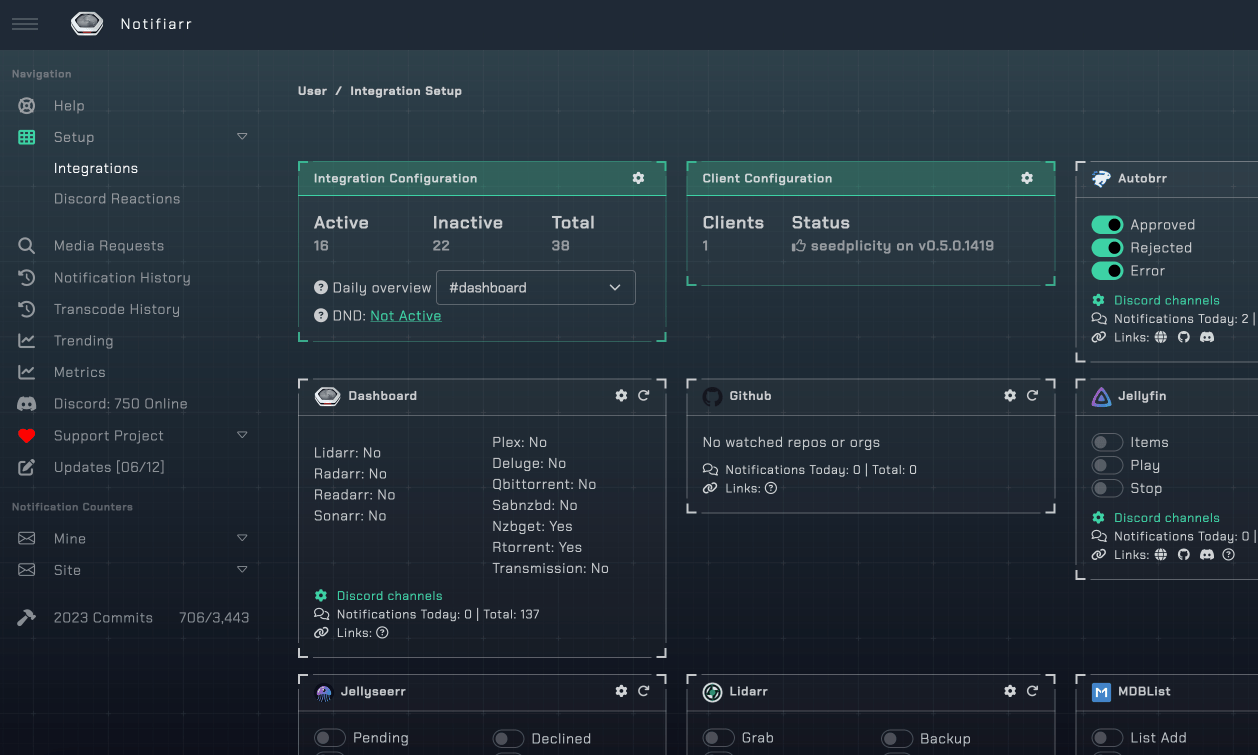 Notifiarr
Navigation
Help
Setup
Integrations
Discord Reactions
Media Requests
Notification History
Transcode History
Trending
Metrics
Discord: 750 Online
Support Project
Updates [06/12]
Notification Counters
Mine
Site
2023 Commits 706/3,443
User / Integration Setup
Integration Configuration
Active Inactive Total
16 22 38
Daily overview #dashboard
DND: Not Active
Client Configuration
Clients Status
1 seedplicity on v0.5.0.1419
Autobrr
Approved
Rejected
Error
Discord channels
Notifications Today: 2 |
Links:
Dashboard
Lidarr: No
Radarr: No
Readarr: No
Sonarr: No
Plex: No
Deluge: No
Qbittorrent: No
Sabnzbd: No
Nzbget: Yes
Rtorrent: Yes
Transmission: No
Discord channels
Notifications Today: 0 | Total: 137
Links:
Github
No watched repos or orgs
Notifications Today: 0 | Total: 0
Links:
Jellyfin
Items
Play
Stop
Discord channels
Notifications Today: 0 |
Links:
Jellyseerr
Pending Declined
Lidarr
Grab Backup
M MDBList
List Add